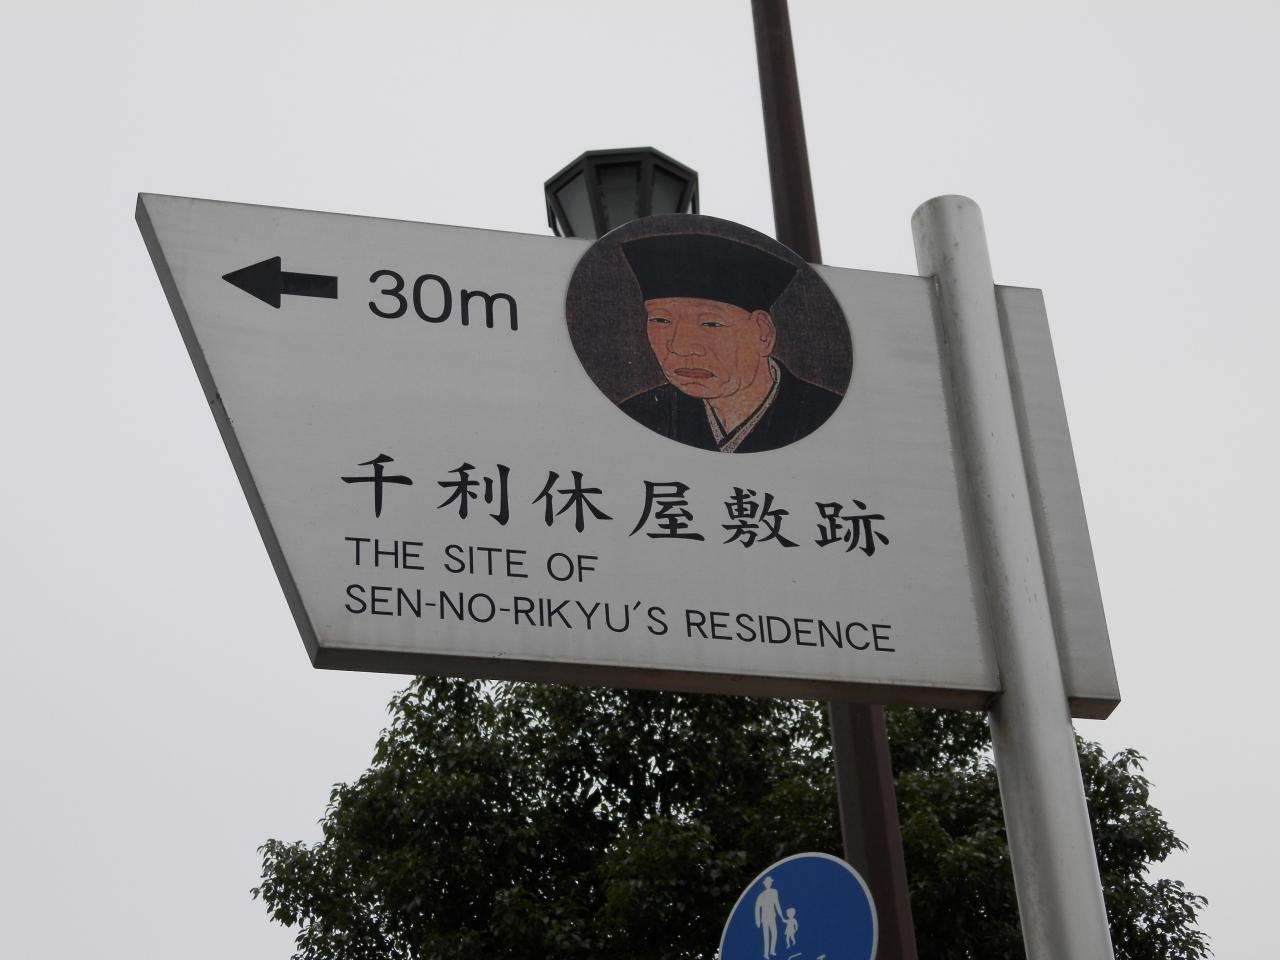 30m
千利休屋敷跡
THE SITE OF
SEN-NO-RIKYU'S RESIDENCE